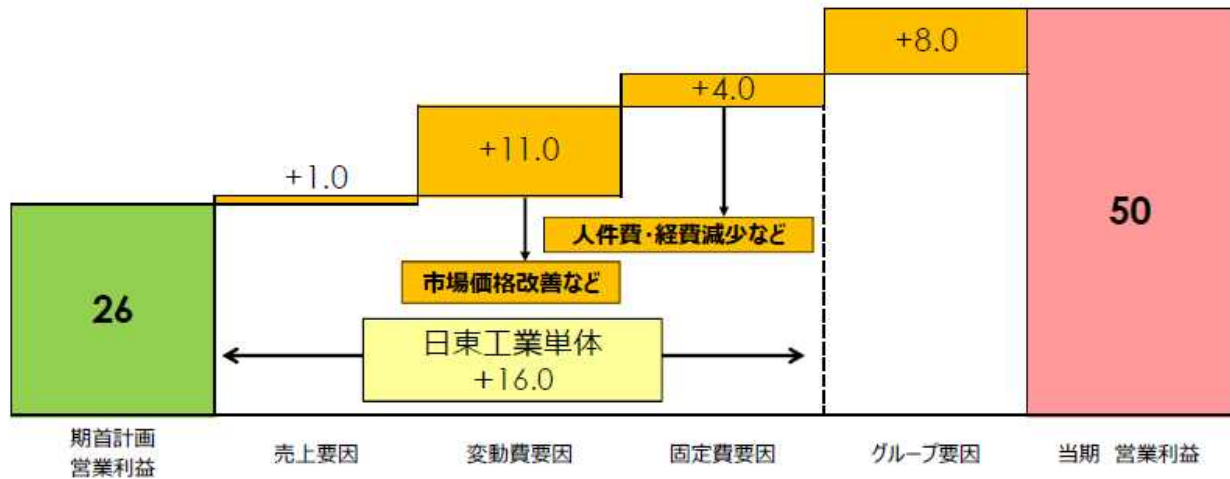 +8.0
+4.0
+11.0
+1.0
50
人件費・経費減少など
市場価格改善など
26
日東工業単体
+16.0
期首計画
営業利益
売上要因
変動費要因
固定費要因
グループ要因
当期 営業利益